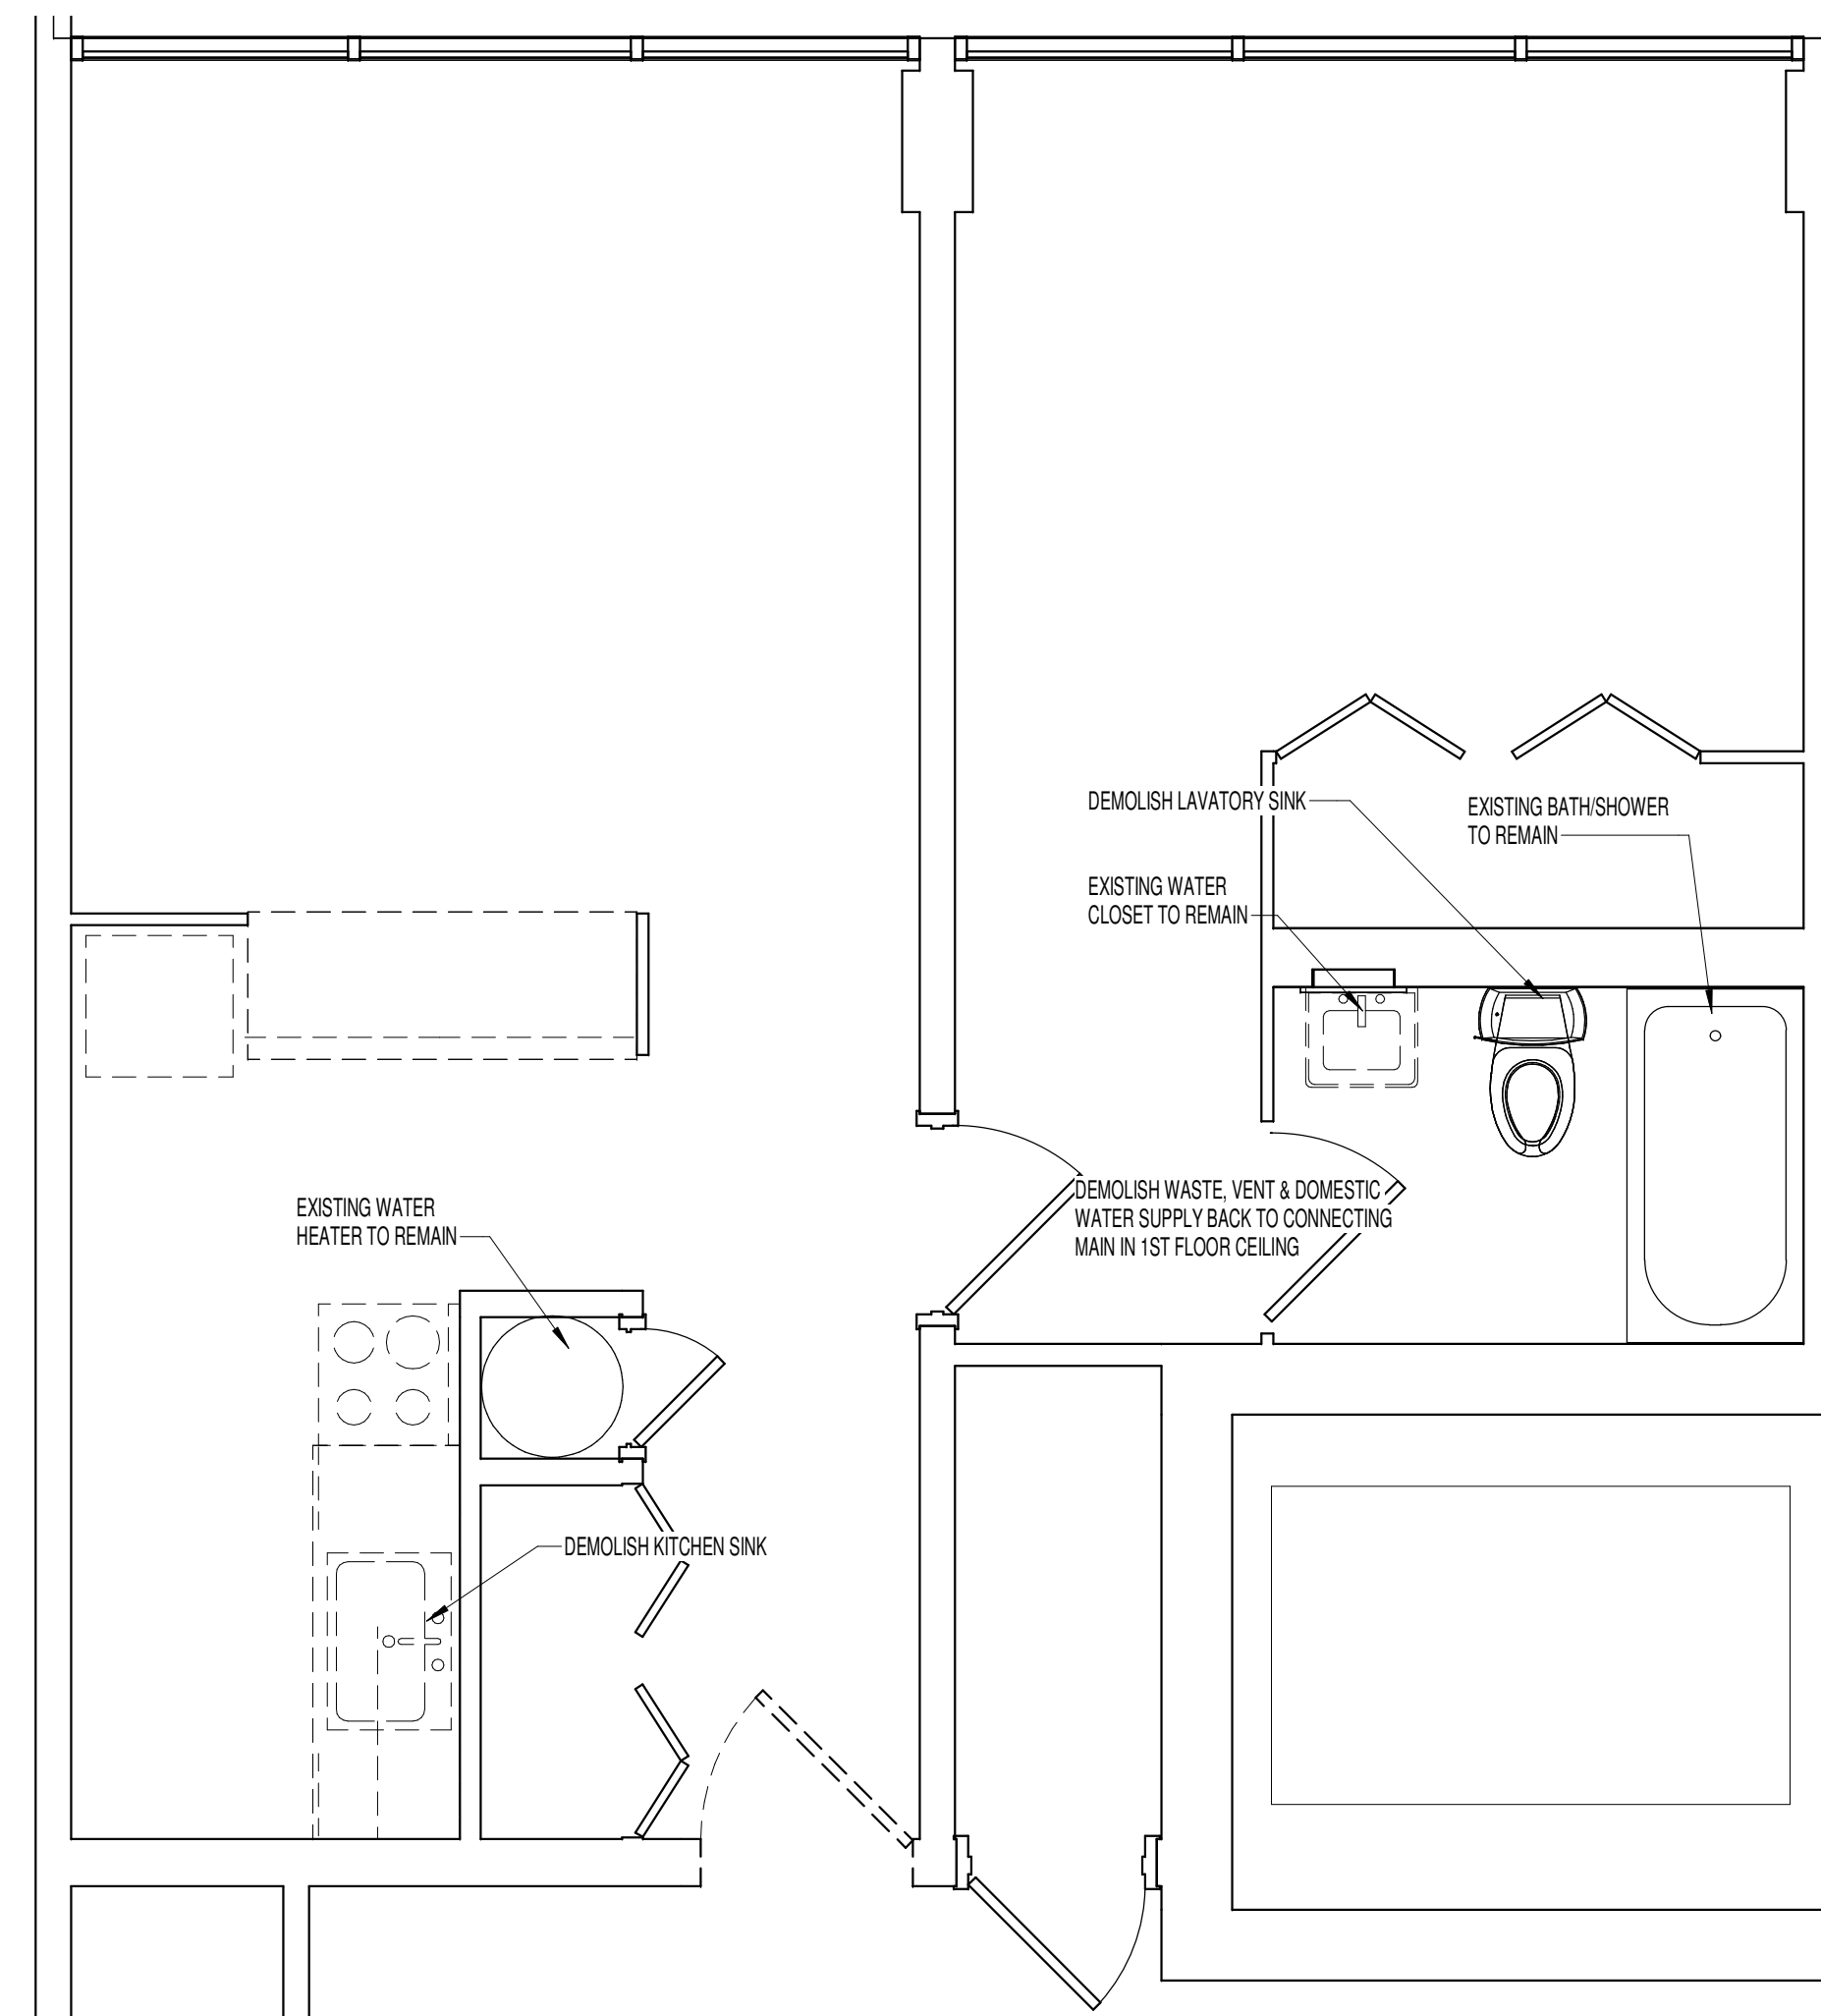 DEMOLISH LAVATORY SINK
EXISTING BATH/SHOWER
TO REMAIN
EXISTING WATER
CLOSET TO REMAIN
DEMOLISH WASTE, VENT & DOMESTIC
WATER SUPPLY BACK TO CONNECTING
MAIN IN 1ST FLOOR CEILING
EXISTING WATER
HEATER TO REMAIN
DEMOLISH KITCHEN SINK